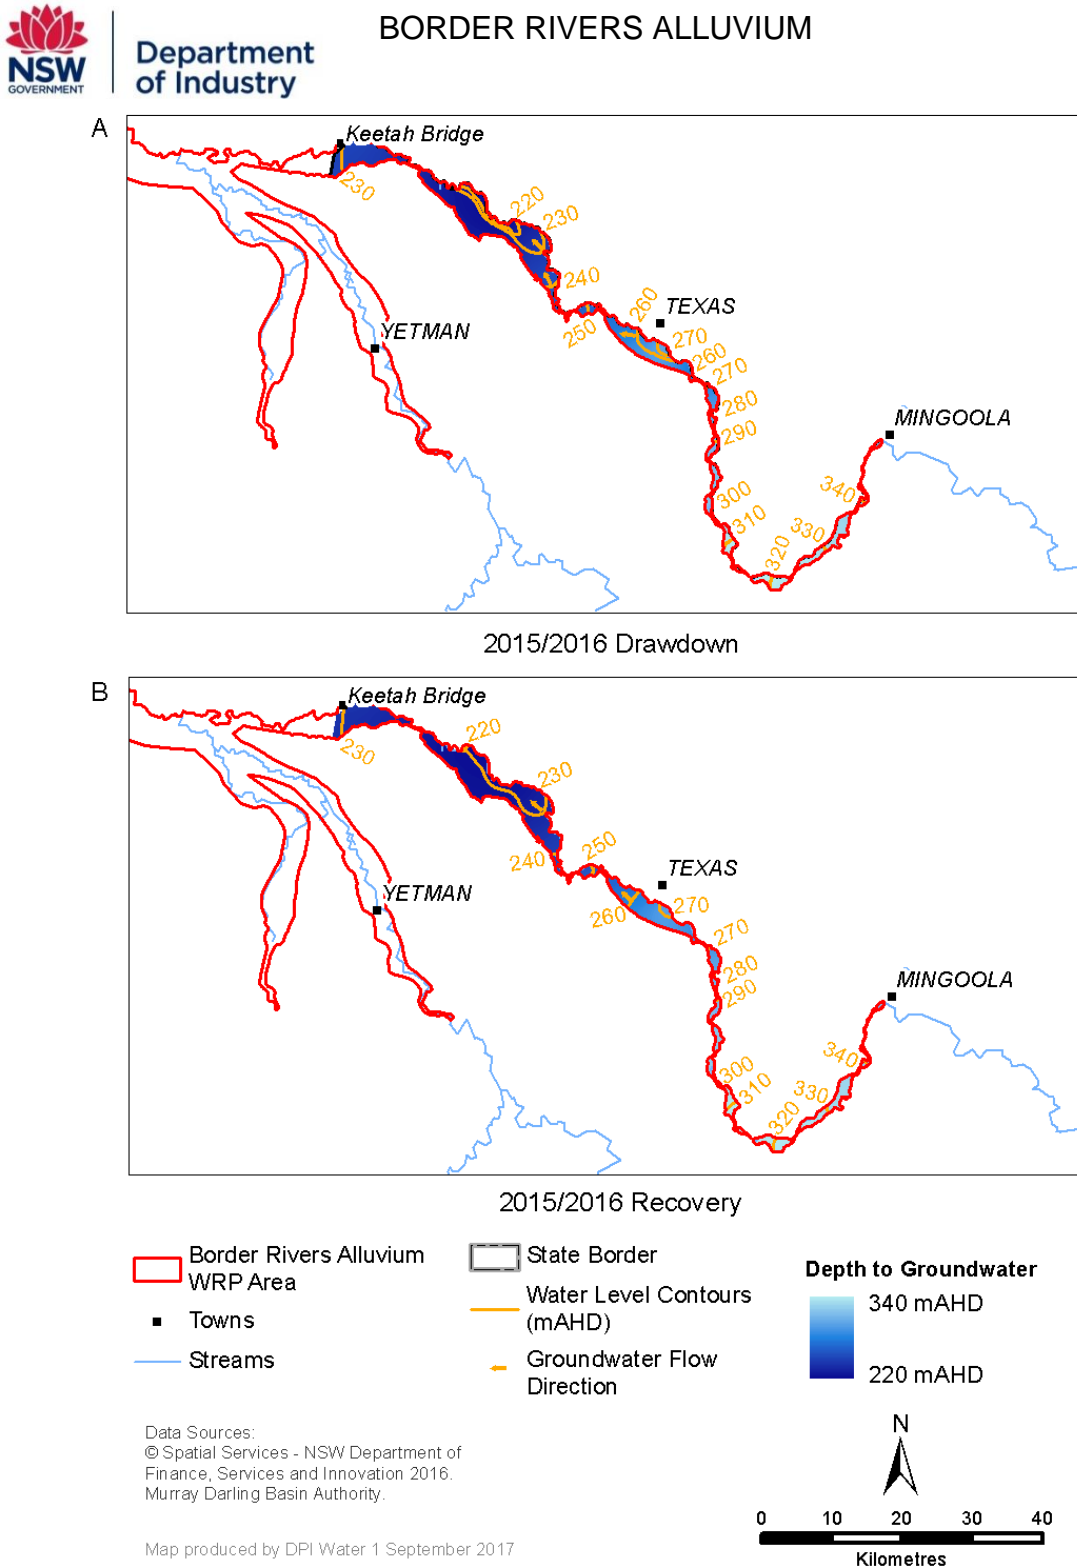 BORDER RIVERS ALLUVIUM
NSW
GOVERNMENT
Department
of Industry
A
Keetah Bridge
230
220
230
240
250
260
TEXAS
270
260
270
280
290
300
310
320
330
340
YETMAN
MINGOOLA
2015/2016 Drawdown
B
Keetah Bridge
230
220
230
240
250
260
TEXAS
270
270
280
290
300
310
320
330
340
YETMAN
MINGOOLA
2015/2016 Recovery
Border Rivers Alluvium
WRP Area
Towns
Streams
State Border
Water Level Contours
(mAHD)
Groundwater Flow
Direction
Depth to Groundwater
340 mAHD
220 mAHD
Data Sources:
© Spatial Services - NSW Department of
Finance, Services and Innovation 2016.
Murray Darling Basin Authority.
Map produced by DPI Water 1 September 2017
N
0 10 20 30 40
Kilometres